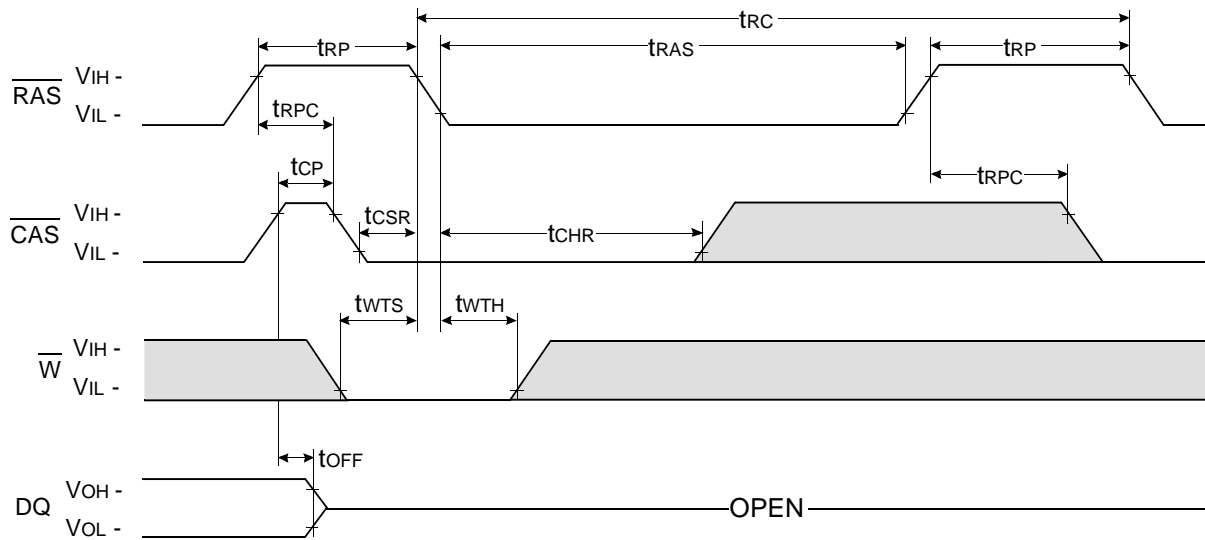 tRC
tRP
tRAS
tRP
RAS
VIH -
VIL -
tRPC
tCP
tRPC
CAS
VIH -
VIL -
tCSR
tCHR
tWTS
tWTH
W
VIH -
VIL -
tOFF
DQ
VOH -
VOL -
OPEN